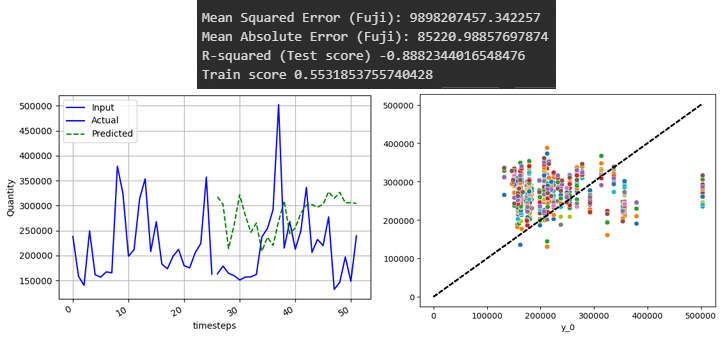 Mean Squared Error (Fuji): 9898207457.342257
Mean Absolute Error (Fuji): 85220.98857697874
R-squared (Test score) -0.8882344016548476
Train score 0.5531853755740428
Input
Actual
Predicted
500000
450000
400000
350000
300000
250000
200000
150000
Quantity
0
10
20
30
40
50
timesteps
500000
400000
300000
200000
100000
0
0
100000
200000
300000
400000
500000
y_0